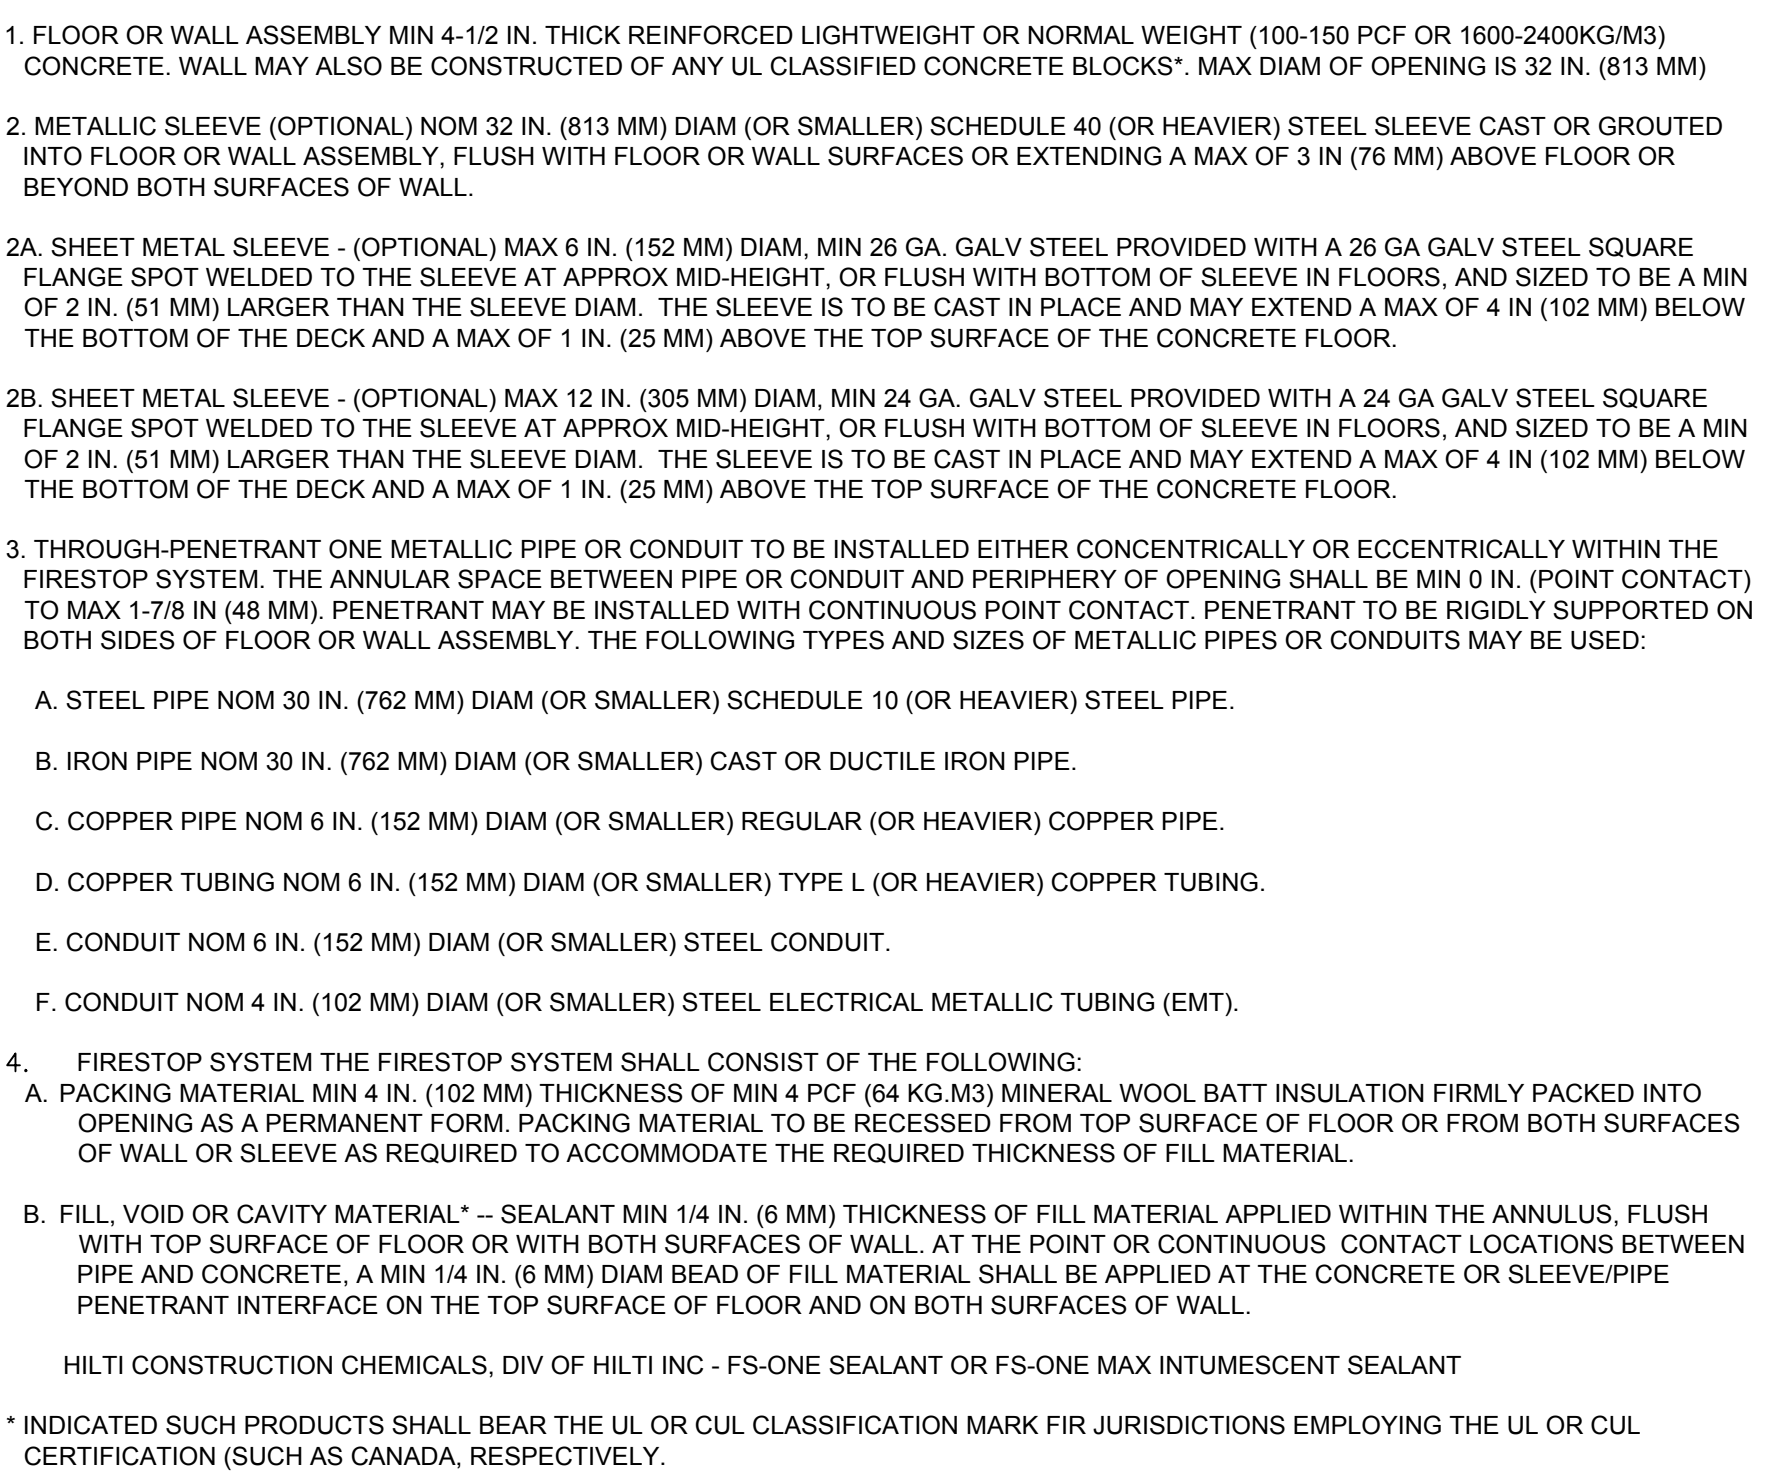 1. FLOOR OR WALL ASSEMBLY MIN 4-1/2 IN. THICK REINFORCED LIGHTWEIGHT OR NORMAL WEIGHT (100-150 PCF OR 1600-2400KG/M3)
CONCRETE. WALL MAY ALSO BE CONSTRUCTED OF ANY UL CLASSIFIED CONCRETE BLOCKS*. MAX DIAM OF OPENING IS 32 IN. (813 MM)
2. METALLIC SLEEVE (OPTIONAL) NOM 32 IN. (813 MM) DIAM (OR SMALLER) SCHEDULE 40 (OR HEAVIER) STEEL SLEEVE CAST OR GROUTED
INTO FLOOR OR WALL ASSEMBLY, FLUSH WITH FLOOR OR WALL SURFACES OR EXTENDING A MAX OF 3 IN (76 MM) ABOVE FLOOR OR
BEYOND BOTH SURFACES OF WALL.
2A. SHEET METAL SLEEVE - (OPTIONAL) MAX 6 IN. (152 MM) DIAM, MIN 26 GA. GALV STEEL PROVIDED WITH A 26 GA GALV STEEL SQUARE
FLANGE SPOT WELDED TO THE SLEEVE AT APPROX MID-HEIGHT, OR FLUSH WITH BOTTOM OF SLEEVE IN FLOORS, AND SIZED TO BE A MIN
OF 2 IN. (51 MM) LARGER THAN THE SLEEVE DIAM.  THE SLEEVE IS TO BE CAST IN PLACE AND MAY EXTEND A MAX OF 4 IN (102 MM) BELOW
THE BOTTOM OF THE DECK AND A MAX OF 1 IN. (25 MM) ABOVE THE TOP SURFACE OF THE CONCRETE FLOOR.
2B. SHEET METAL SLEEVE - (OPTIONAL) MAX 12 IN. (305 MM) DIAM, MIN 24 GA. GALV STEEL PROVIDED WITH A 24 GA GALV STEEL SQUARE
FLANGE SPOT WELDED TO THE SLEEVE AT APPROX MID-HEIGHT, OR FLUSH WITH BOTTOM OF SLEEVE IN FLOORS, AND SIZED TO BE A MIN
OF 2 IN. (51 MM) LARGER THAN THE SLEEVE DIAM.  THE SLEEVE IS TO BE CAST IN PLACE AND MAY EXTEND A MAX OF 4 IN (102 MM) BELOW
THE BOTTOM OF THE DECK AND A MAX OF 1 IN. (25 MM) ABOVE THE TOP SURFACE OF THE CONCRETE FLOOR.
3. THROUGH-PENETRANT ONE METALLIC PIPE OR CONDUIT TO BE INSTALLED EITHER CONCENTRICALLY OR ECCENTRICALLY WITHIN THE
FIRESTOP SYSTEM. THE ANNULAR SPACE BETWEEN PIPE OR CONDUIT AND PERIPHERY OF OPENING SHALL BE MIN 0 IN. (POINT CONTACT)
TO MAX 1-7/8 IN (48 MM). PENETRANT MAY BE INSTALLED WITH CONTINUOUS POINT CONTACT. PENETRANT TO BE RIGIDLY SUPPORTED ON
BOTH SIDES OF FLOOR OR WALL ASSEMBLY. THE FOLLOWING TYPES AND SIZES OF METALLIC PIPES OR CONDUITS MAY BE USED:
A. STEEL PIPE NOM 30 IN. (762 MM) DIAM (OR SMALLER) SCHEDULE 10 (OR HEAVIER) STEEL PIPE.
B. IRON PIPE NOM 30 IN. (762 MM) DIAM (OR SMALLER) CAST OR DUCTILE IRON PIPE.
C. COPPER PIPE NOM 6 IN. (152 MM) DIAM (OR SMALLER) REGULAR (OR HEAVIER) COPPER PIPE.
D. COPPER TUBING NOM 6 IN. (152 MM) DIAM (OR SMALLER) TYPE L (OR HEAVIER) COPPER TUBING.
E. CONDUIT NOM 6 IN. (152 MM) DIAM (OR SMALLER) STEEL CONDUIT.
F. CONDUIT NOM 4 IN. (102 MM) DIAM (OR SMALLER) STEEL ELECTRICAL METALLIC TUBING (EMT).
4. FIRESTOP SYSTEM THE FIRESTOP SYSTEM SHALL CONSIST OF THE FOLLOWING:
A. PACKING MATERIAL MIN 4 IN. (102 MM) THICKNESS OF MIN 4 PCF (64 KG.M3) MINERAL WOOL BATT INSULATION FIRMLY PACKED INTO
OPENING AS A PERMANENT FORM. PACKING MATERIAL TO BE RECESSED FROM TOP SURFACE OF FLOOR OR FROM BOTH SURFACES
OF WALL OR SLEEVE AS REQUIRED TO ACCOMMODATE THE REQUIRED THICKNESS OF FILL MATERIAL.
B. FILL, VOID OR CAVITY MATERIAL* -- SEALANT MIN 1/4 IN. (6 MM) THICKNESS OF FILL MATERIAL APPLIED WITHIN THE ANNULUS, FLUSH
WITH TOP SURFACE OF FLOOR OR WITH BOTH SURFACES OF WALL. AT THE POINT OR CONTINUOUS  CONTACT LOCATIONS BETWEEN
PIPE AND CONCRETE, A MIN 1/4 IN. (6 MM) DIAM BEAD OF FILL MATERIAL SHALL BE APPLIED AT THE CONCRETE OR SLEEVE/PIPE
PENETRANT INTERFACE ON THE TOP SURFACE OF FLOOR AND ON BOTH SURFACES OF WALL.
HILTI CONSTRUCTION CHEMICALS, DIV OF HILTI INC - FS-ONE SEALANT OR FS-ONE MAX INTUMESCENT SEALANT
* INDICATED SUCH PRODUCTS SHALL BEAR THE UL OR CUL CLASSIFICATION MARK FIR JURISDICTIONS EMPLOYING THE UL OR CUL
CERTIFICATION (SUCH AS CANADA, RESPECTIVELY.